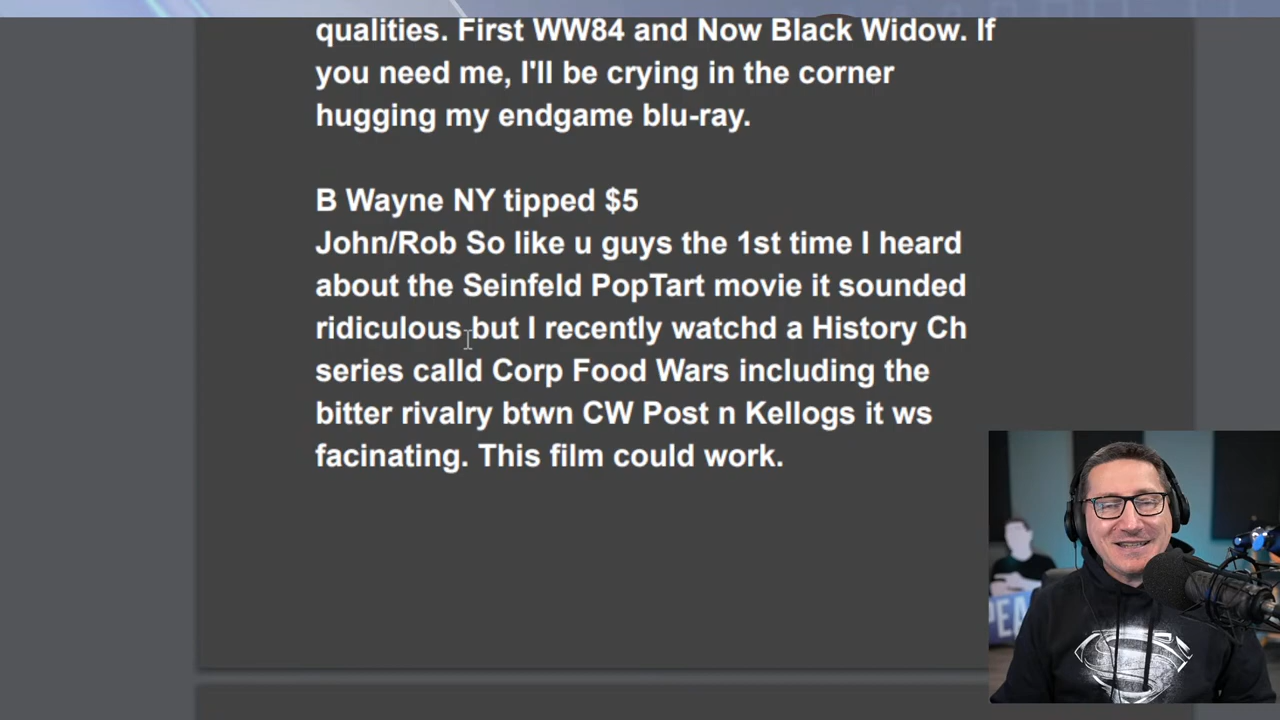 qualities. First WW84 and Now Black Widow. If
you need me, I'll be crying in the corner
hugging my endgame blu-ray.
B Wayne NY tipped $5
John/Rob So like u guys the 1st time I heard
about the Seinfeld PopTart movie it sounded
ridiculous but I recently watchd a History Ch
series calld Corp Food Wars including the
bitter rivalry btwn CW Post n Kellogs it ws
facinating. This film could work.